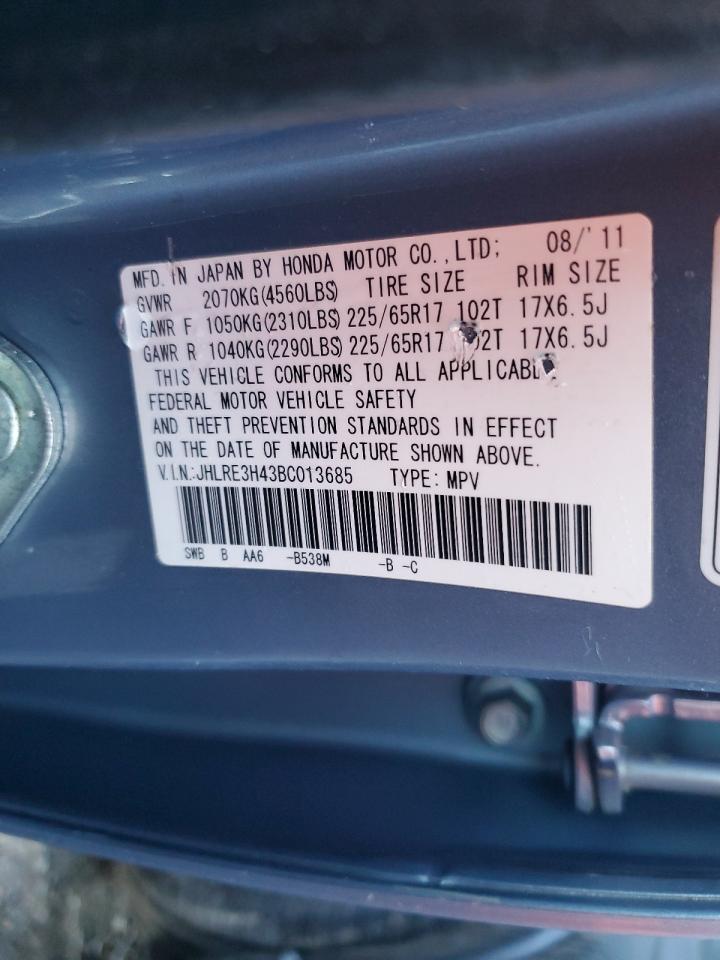 MFD. IN JAPAN BY HONDA MOTOR CO.,LTD; 08/'11
GVWR 2070KG(4560LBS) TIRE SIZE RIM SIZE
GAWR F 1050KG(2310LBS) 225/65R17 102T 17X6.5J
GAWR R 1040KG(2290LBS) 225/65R17 102T 17X6.5J
THIS VEHICLE CONFORMS TO ALL APPLICABLE
FEDERAL MOTOR VEHICLE SAFETY
AND THEFT PREVENTION STANDARDS IN EFFECT
ON THE DATE OF MANUFACTURE SHOWN ABOVE.
V.I.N.:JHLRE3H43BC013685 TYPE: MPV
SWB B AA6 -B538M -B -C